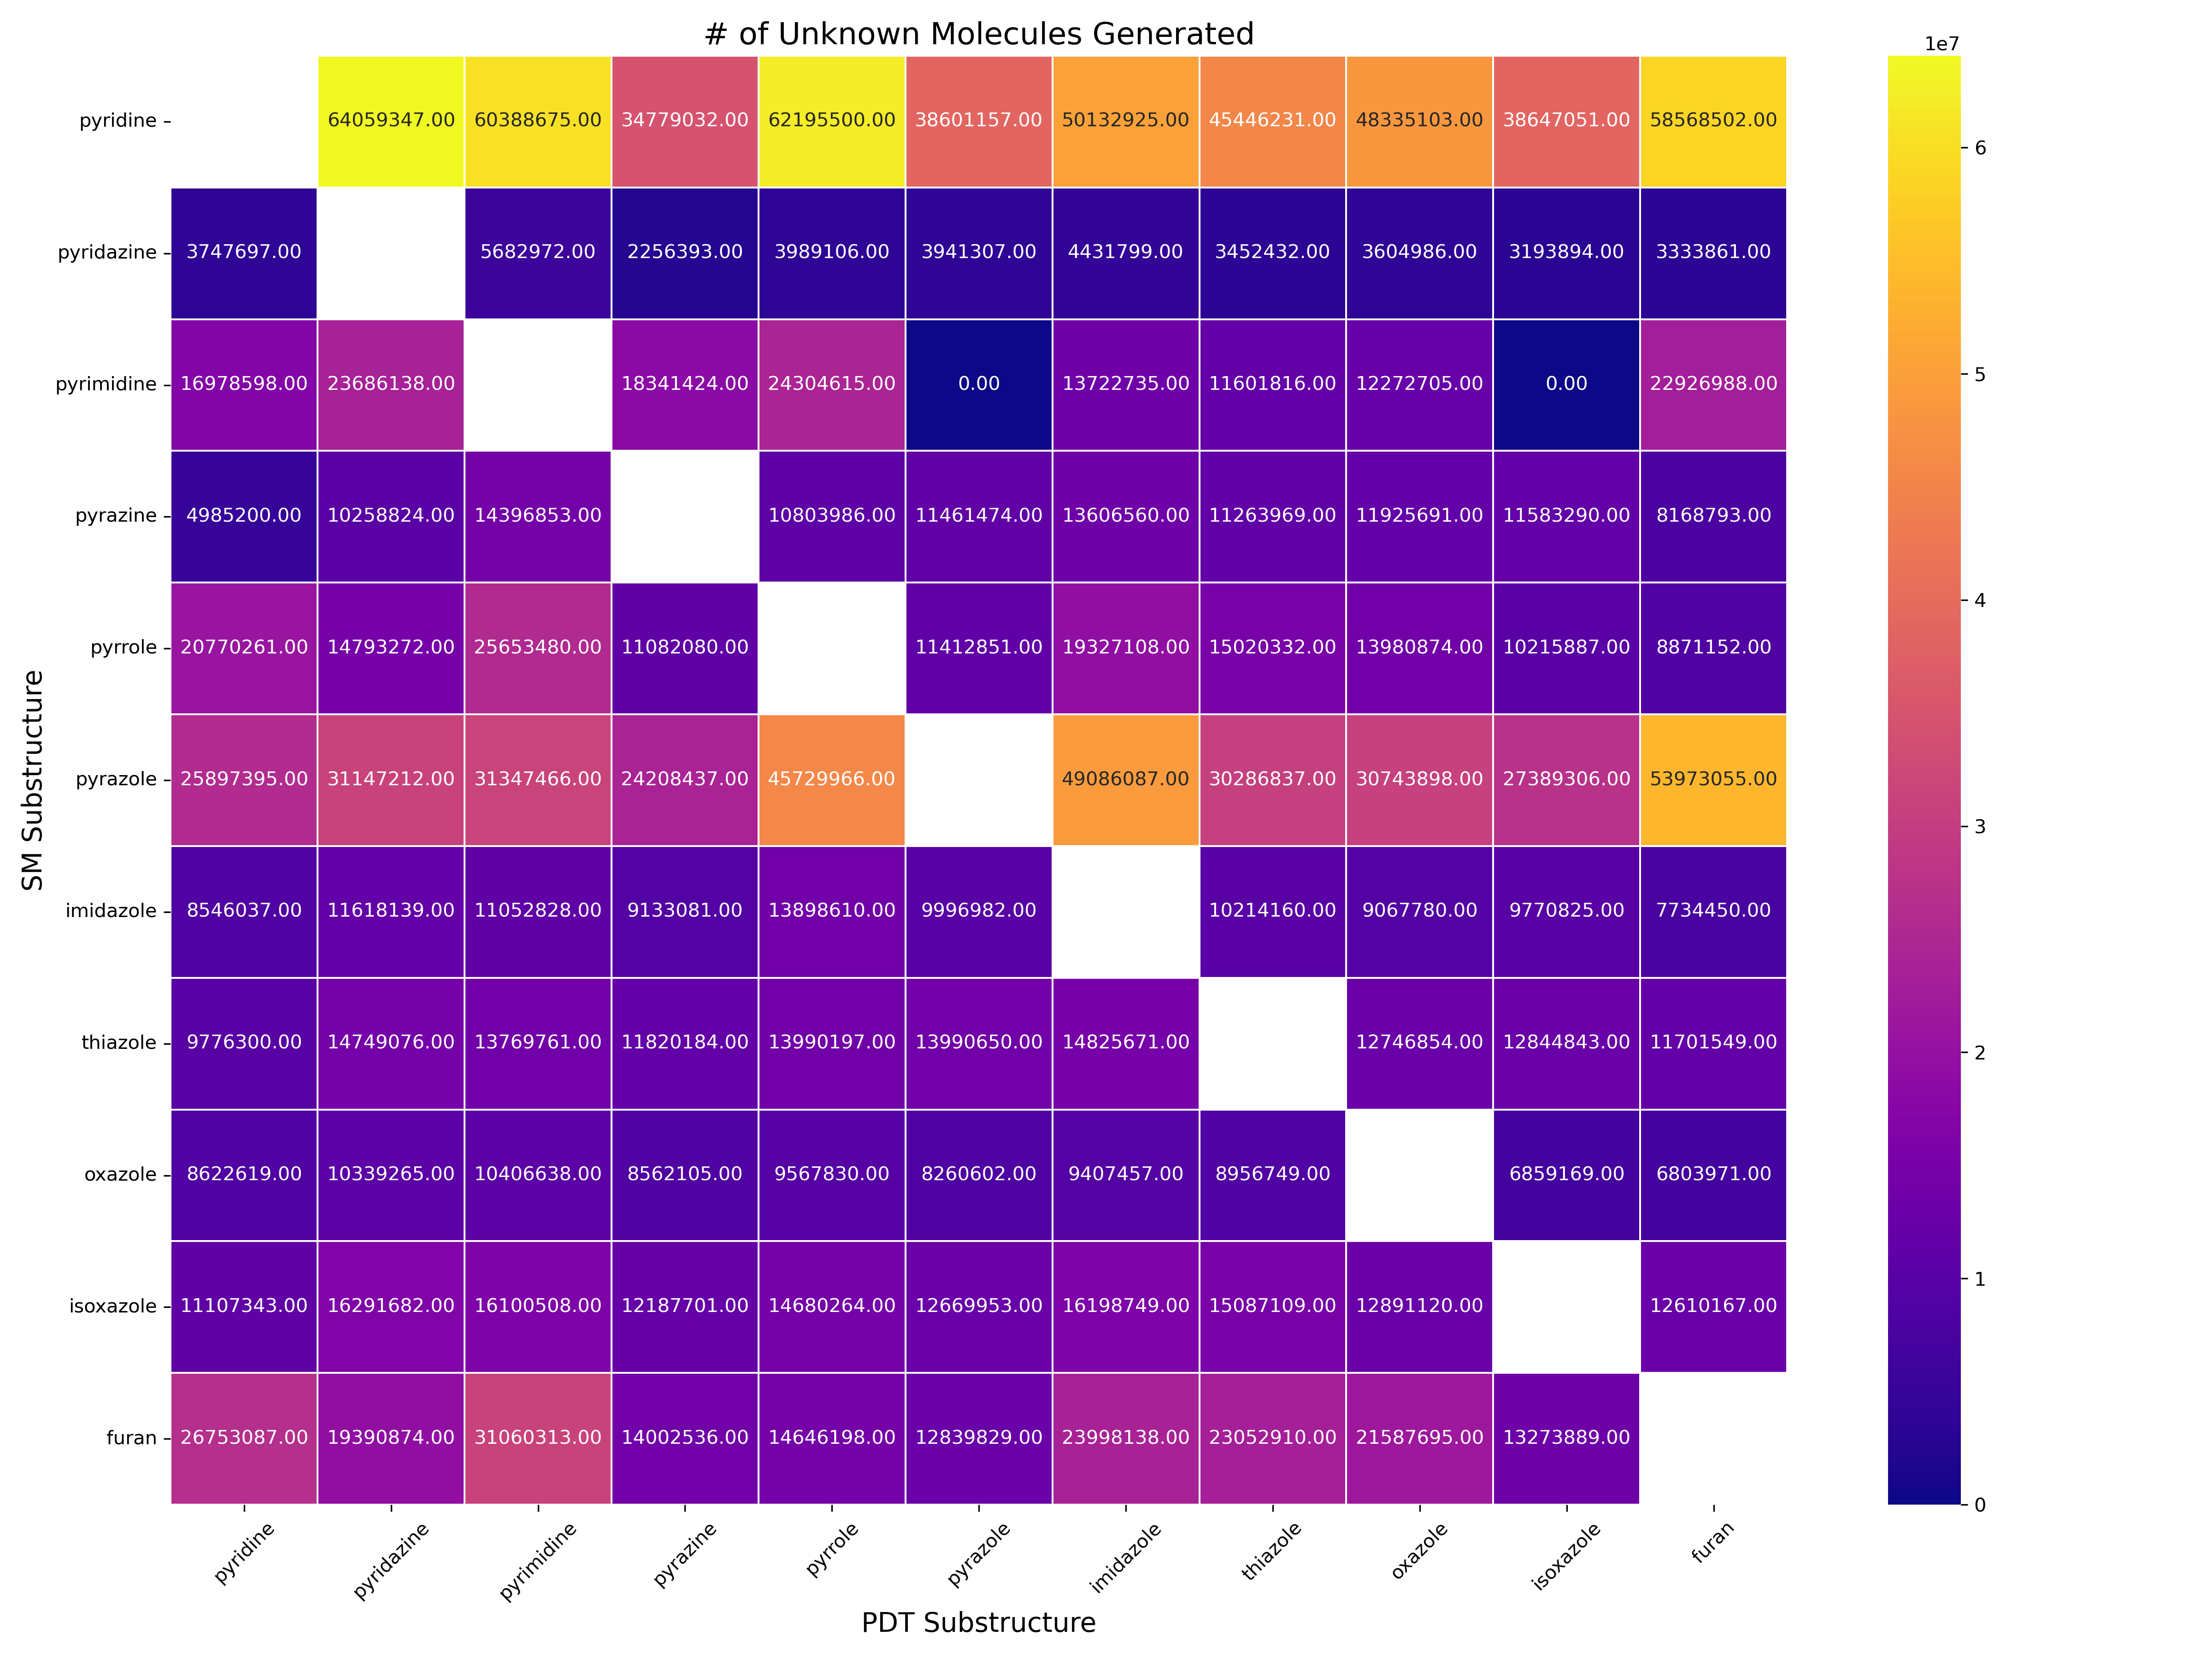 # of Unknown Molecules Generated
1e7
pyridine 64059347.00 60388675.00 34779032.00 62195500.00 38601157.00 50132925.00 45446231.00 48335103.00 38647051.00 58568502.00
6
pyridazine 3747697.00 5682972.00 2256393.00 3989106.00 3941307.00 4431799.00 3452432.00 3604986.00 3193894.00 3333861.00
5
pyrimidine 16978598.00 23686138.00 18341424.00 24304615.00 0.00 13722735.00 11601816.00 12272705.00 0.00 22926988.00
pyrazine 4985200.00 10258824.00 14396853.00 10803986.00 11461474.00 13606560.00 11263969.00 11925691.00 11583290.00 8168793.00
4
pyrrole 20770261.00 14793272.00 25653480.00 11082080.00 11412851.00 19327108.00 15020332.00 13980874.00 10215887.00 8871152.00
SM Substructure
pyrazole 25897395.00 31147212.00 31347466.00 24208437.00 45729966.00 49086087.00 30286837.00 30743898.00 27389306.00 53973055.00
3
imidazole 8546037.00 11618139.00 11052828.00 9133081.00 13898610.00 9996982.00 10214160.00 9067780.00 9770825.00 7734450.00
thiazole 9776300.00 14749076.00 13769761.00 11820184.00 13990197.00 13990650.00 14825671.00 12746854.00 12844843.00 11701549.00
2
oxazole 8622619.00 10339265.00 10406638.00 8562105.00 9567830.00 8260602.00 9407457.00 8956749.00 6859169.00 6803971.00
1
isoxazole 11107343.00 16291682.00 16100508.00 12187701.00 14680264.00 12669953.00 16198749.00 15087109.00 12891120.00 12610167.00
furan 26753087.00 19390874.00 31060313.00 14002536.00 14646198.00 12839829.00 23998138.00 23052910.00 21587695.00 13273889.00
0
pyridine pyridazine pyrimidine pyrazine pyrrole pyrazole imidazole thiazole oxazole isoxazole furan
PDT Substructure